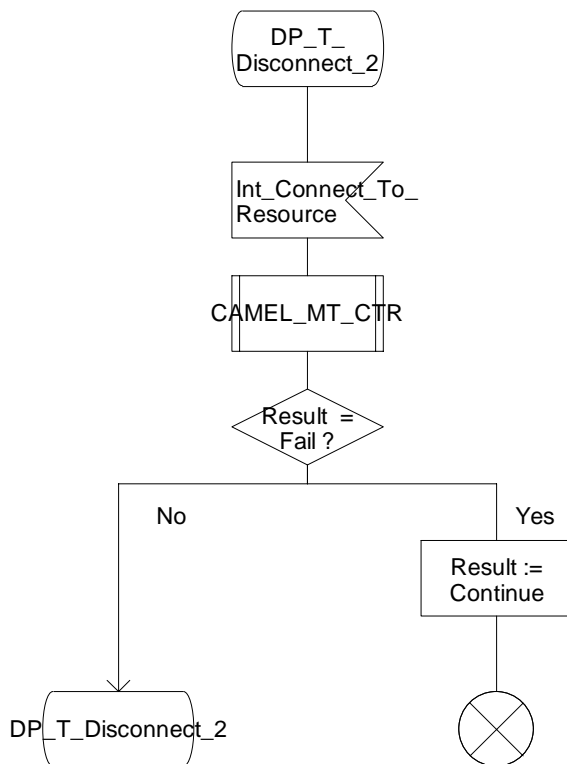 DP_T_
Disconnect_2
Int_Connect_To_
Resource
CAMEL_MT_CTR
Result =
Fail ?
No
Yes
Result :=
Continue
DP_T_Disconnect_2